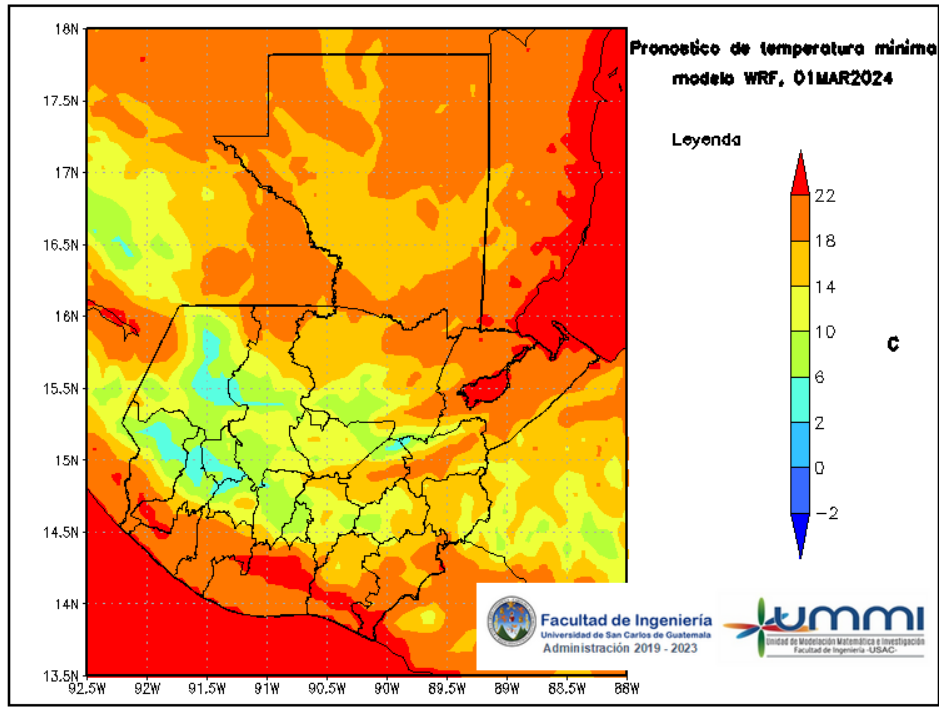 Pronostico de temperatura minima
modelo WRF, 01MAR2024
Leyenda
22
18
14
10
6
2
0
−2
C
18N
17.5N
17N
16.5N
16N
15.5N
15N
14.5N
14N
13.5N
92.5W
92W
91.5W
91W
90.5W
90W
89.5W
89W
88.5W
88W
Facultad de Ingeniería
Universidad de San Carlos de Guatemala
Administración 2019 - 2023
ummi
Unidad de Modelación Matemática e Investigación
Facultad de Ingeniería -USAC-